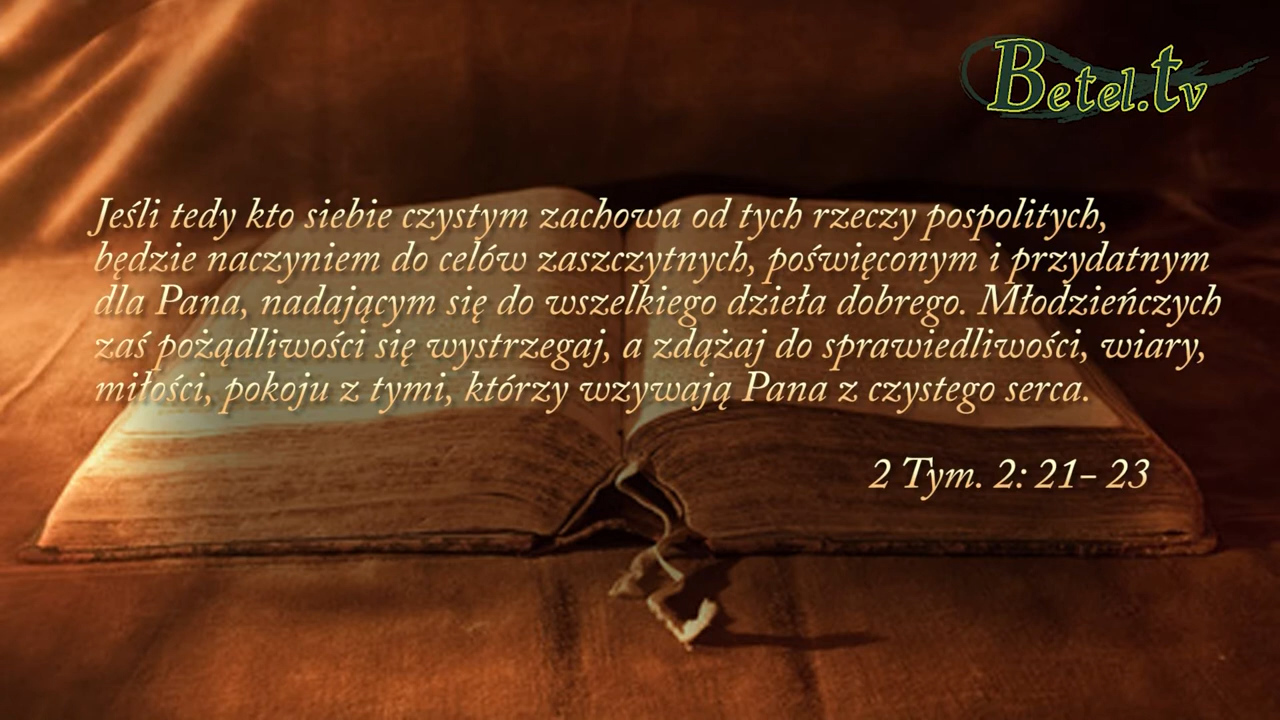 Betel.tv
Jeśli tedy kto siebie czystym zachowa od tych rzeczy pospolitych,
będzie naczyniem do celów zaszczytnych, poświęconym i przydatnym
dla Pana, nadającym się do wszelkiego dzieła dobrego. Młodzieńczych
zaś pożądliwości się wystrzegaj, a zdążaj do sprawiedliwości, wiary,
miłości, pokoju z tymi, którzy wzywają Pana z czystego serca.
2 Tym. 2: 21– 23